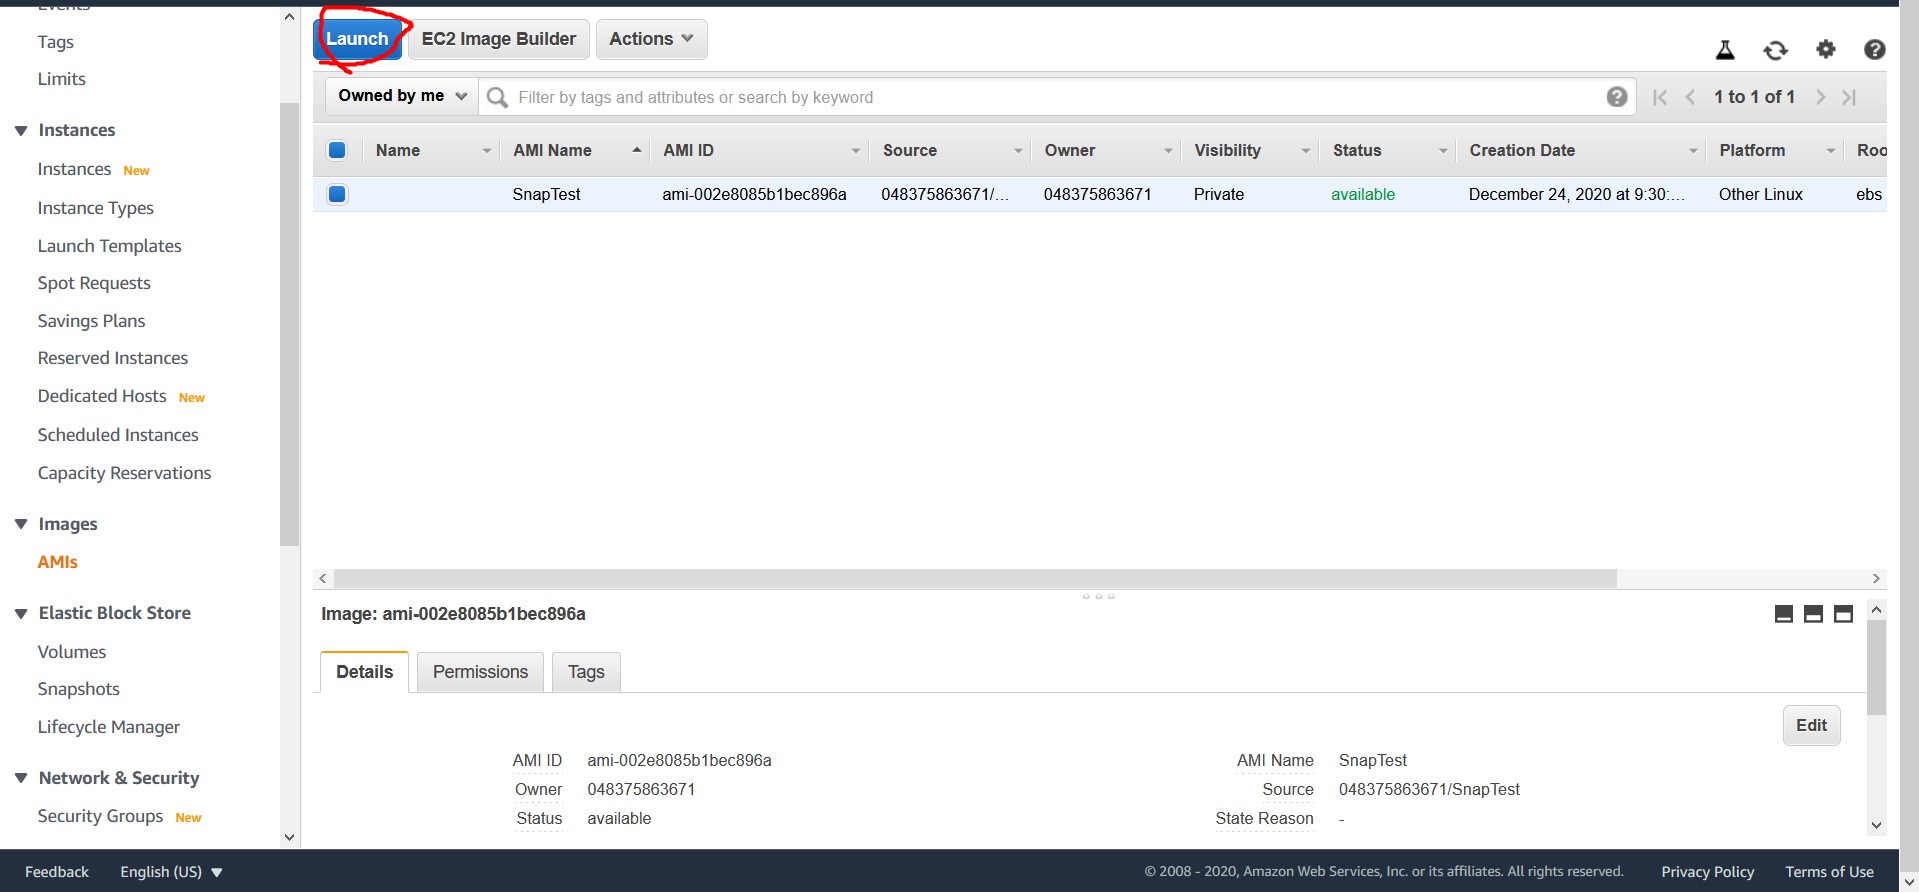 Events
Tags
Limits
Instances
Instances New
Instance Types
Launch Templates
Spot Requests
Savings Plans
Reserved Instances
Dedicated Hosts New
Scheduled Instances
Capacity Reservations
Images
AMIs
Elastic Block Store
Volumes
Snapshots
Lifecycle Manager
Network & Security
Security Groups New
Launch EC2 Image Builder Actions
Owned by me Filter by tags and attributes or search by keyword 1 to 1 of 1
Name AMI Name AMI ID Source Owner Visibility Status Creation Date Platform Roo
SnapTest ami-002e8085b1bec896a 048375863671/... 048375863671 Private available December 24, 2020 at 9:30:... Other Linux ebs
Image: ami-002e8085b1bec896a
Details Permissions Tags
Edit
AMI ID ami-002e8085b1bec896a AMI Name SnapTest
Owner 048375863671 Source 048375863671/SnapTest
Status available State Reason -
Feedback English (US) © 2008 - 2020, Amazon Web Services, Inc. or its affiliates. All rights reserved. Privacy Policy Terms of Use